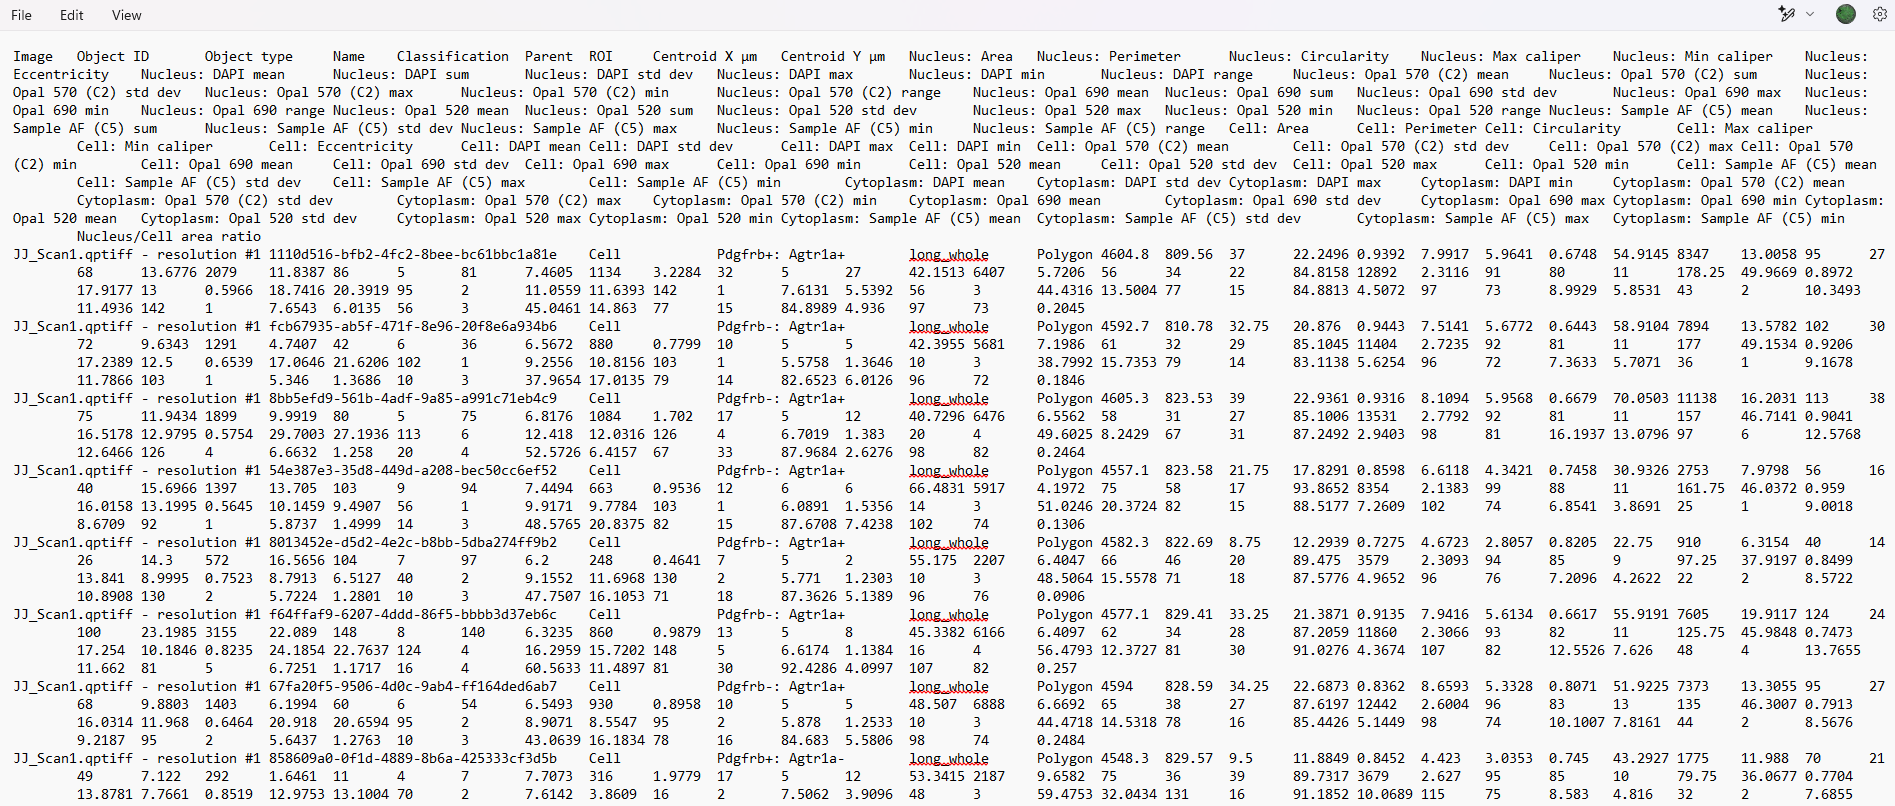 File Edit View
Image Object ID Object type Name Classification Parent ROI Centroid X µm Centroid Y µm Nucleus: Area Nucleus: Perimeter Nucleus: Circularity Nucleus: Max caliper Nucleus: Min caliper Nucleus:
Eccentricity Nucleus: DAPI mean Nucleus: DAPI sum Nucleus: DAPI std dev Nucleus: DAPI max Nucleus: DAPI min Nucleus: DAPI range Nucleus: Opal 570 (C2) mean Nucleus: Opal 570 (C2) sum Nucleus:
Opal 570 (C2) std dev Nucleus: Opal 570 (C2) max Nucleus: Opal 570 (C2) min Nucleus: Opal 570 (C2) range Nucleus: Opal 690 mean Nucleus: Opal 690 sum Nucleus: Opal 690 std dev Nucleus: Opal 690 max Nucleus:
Opal 690 min Nucleus: Opal 690 range Nucleus: Opal 520 mean Nucleus: Opal 520 sum Nucleus: Opal 520 std dev Nucleus: Opal 520 max Nucleus: Opal 520 min Nucleus: Opal 520 range Nucleus: Sample AF (C5) mean Nucleus:
Sample AF (C5) sum Nucleus: Sample AF (C5) std dev Nucleus: Sample AF (C5) max Nucleus: Sample AF (C5) min Nucleus: Sample AF (C5) range Cell: Area Cell: Perimeter Cell: Circularity Cell: Max caliper
Cell: Min caliper Cell: Eccentricity Cell: DAPI mean Cell: DAPI std dev Cell: DAPI max Cell: DAPI min Cell: Opal 570 (C2) mean Cell: Opal 570 (C2) std dev Cell: Opal 570 (C2) max Cell: Opal 570
(C2) min Cell: Opal 690 mean Cell: Opal 690 std dev Cell: Opal 690 max Cell: Opal 690 min Cell: Opal 520 mean Cell: Opal 520 std dev Cell: Opal 520 max Cell: Opal 520 min Cell: Sample AF (C5) mean
Cell: Sample AF (C5) std dev Cell: Sample AF (C5) max Cell: Sample AF (C5) min Cytoplasm: DAPI mean Cytoplasm: DAPI std dev Cytoplasm: DAPI max Cytoplasm: DAPI min Cytoplasm: Opal 570 (C2) mean
Cytoplasm: Opal 570 (C2) std dev Cytoplasm: Opal 570 (C2) max Cytoplasm: Opal 570 (C2) min Cytoplasm: Opal 690 mean Cytoplasm: Opal 690 std dev Cytoplasm: Opal 690 max Cytoplasm: Opal 690 min Cytoplasm:
Opal 520 mean Cytoplasm: Opal 520 std dev Cytoplasm: Opal 520 max Cytoplasm: Opal 520 min Cytoplasm: Sample AF (C5) mean Cytoplasm: Sample AF (C5) std dev Cytoplasm: Sample AF (C5) max Cytoplasm: Sample AF (C5) min
Nucleus/Cell area ratio
JJ_Scan1.qptiff - resolution #1 1110d516-bfb2-4fc2-8bee-bc61bbc1a81e Cell Pdgfrb+: Agtr1a+ long_whole Polygon 4604.8 809.56 37 22.2496 0.9392 7.9917 5.9641 0.6748 54.9145 8347 13.0058 95 27
68 13.6776 2079 11.8387 86 5 81 7.4605 1134 3.2284 32 5 27 42.1513 6407 5.7206 56 34 22 84.8158 12892 2.3116 91 80 11 178.25 49.9669 0.8972
17.9177 13 0.5966 18.7416 20.3919 95 2 11.0559 11.6393 142 1 7.6131 5.5392 56 3 44.4316 13.5004 77 15 84.8813 4.5072 97 73 8.9929 5.8531 43 2 10.3493
11.4936 142 1 7.6543 6.0135 56 3 45.0461 14.863 77 15 84.8989 4.936 97 73 0.2045
JJ_Scan1.qptiff - resolution #1 fcb67935-ab5f-471f-8e96-20f8e6a934b6 Cell Pdgfrb-: Agtr1a+ long_whole Polygon 4592.7 810.78 32.75 20.876 0.9443 7.5141 5.6772 0.6443 58.9104 7894 13.5782 102 30
72 9.6343 1291 4.7407 42 6 36 6.5672 880 0.7799 10 5 5 42.3955 5681 7.1986 61 32 29 85.1045 11404 2.7235 92 81 11 177 49.1534 0.9206
17.2389 12.5 0.6539 17.0646 21.6206 102 1 9.2556 10.8156 103 1 5.5758 1.3646 10 3 38.7992 15.7353 79 14 83.1138 5.6254 96 72 7.3633 5.7071 36 1 9.1678
11.7866 103 1 5.346 1.3686 10 3 37.9654 17.0135 79 14 82.6523 6.0126 96 72 0.1846
JJ_Scan1.qptiff - resolution #1 8bb5efd9-561b-4adf-9a85-a991c71eb4c9 Cell Pdgfrb-: Agtr1a+ long_whole Polygon 4605.3 823.53 39 22.9361 0.9316 8.1094 5.9568 0.6679 70.0503 11138 16.2031 113 38
75 11.9434 1899 9.9919 80 5 75 6.8176 1084 1.702 17 5 12 40.7296 6476 6.5562 58 31 27 85.1006 13531 2.7792 92 81 11 157 46.7141 0.9041
16.5178 12.9795 0.5754 29.7003 27.1936 113 6 12.418 12.0316 126 4 6.7019 1.383 20 4 49.6025 8.2429 67 31 87.2492 2.9403 98 81 16.1937 13.0796 97 6 12.5768
12.6466 126 4 6.6632 1.258 20 4 52.5726 6.4157 67 33 87.9684 2.6276 98 82 0.2464
JJ_Scan1.qptiff - resolution #1 54e387e3-35d8-449d-a208-bec50cc6ef52 Cell Pdgfrb-: Agtr1a+ long_whole Polygon 4557.1 823.58 21.75 17.8291 0.8598 6.6118 4.3421 0.7458 30.9326 2753 7.9798 56 16
40 15.6966 1397 13.705 103 9 94 7.4494 663 0.9536 12 6 6 66.4831 5917 4.1972 75 58 17 93.8652 8354 2.1383 99 88 11 161.75 46.0372 0.959
16.0158 13.1995 0.5645 10.1459 9.4907 56 1 9.9171 9.7784 103 1 6.0891 1.5356 14 3 51.0246 20.3724 82 15 88.5177 7.2609 102 74 6.8541 3.8691 25 1 9.0018
8.6709 92 1 5.8737 1.4999 14 3 48.5765 20.8375 82 15 87.6708 7.4238 102 74 0.1306
JJ_Scan1.qptiff - resolution #1 8013452e-d5d2-4e2c-b8bb-5dba274ff9b2 Cell Pdgfrb-: Agtr1a+ long_whole Polygon 4582.3 822.69 8.75 12.2939 0.7275 4.6723 2.8057 0.8205 22.75 910 6.3154 40 14
26 14.3 572 16.5656 104 7 97 6.2 248 0.4641 7 5 2 55.175 2207 6.4047 66 46 20 89.475 3579 2.3093 94 85 9 97.25 37.9197 0.8499
13.841 8.9995 0.7523 8.7913 6.5127 40 2 9.1552 11.6968 130 2 5.771 1.2303 10 3 48.5064 15.5578 71 18 87.5776 4.9652 96 76 7.2096 4.2622 22 2 8.5722
10.8908 130 2 5.7224 1.2801 10 3 47.7507 16.1053 71 18 87.3626 5.1389 96 76 0.0906
JJ_Scan1.qptiff - resolution #1 f64ffaf9-6207-4ddd-86f5-bbbb3d37eb6c Cell Pdgfrb-: Agtr1a+ long_whole Polygon 4577.1 829.41 33.25 21.3871 0.9135 7.9416 5.6134 0.6617 55.9191 7605 19.9117 124 24
100 23.1985 3155 22.089 148 8 140 6.3235 860 0.9879 13 5 8 45.3382 6166 6.4097 62 34 28 87.2059 11860 2.3066 93 82 11 125.75 45.9848 0.7473
17.254 10.1846 0.8235 24.1854 22.7637 124 4 16.2959 15.7202 148 5 6.6174 1.1384 16 4 56.4793 12.3727 81 30 91.0276 4.3674 107 82 12.5526 7.626 48 4 13.7655
11.662 81 5 6.7251 1.1717 16 4 60.5633 11.4897 81 30 92.4286 4.0997 107 82 0.257
JJ_Scan1.qptiff - resolution #1 67fa20f5-9506-4d0c-9ab4-ff164ded6ab7 Cell Pdgfrb-: Agtr1a+ long_whole Polygon 4594 828.59 34.25 22.6873 0.8362 8.6593 5.3328 0.8071 51.9225 7373 13.3055 95 27
68 9.8803 1403 6.1994 60 6 54 6.5493 930 0.8958 10 5 5 48.507 6888 6.6692 65 38 27 87.6197 12442 2.6004 96 83 13 135 46.3007 0.7913
16.0314 11.968 0.6464 20.918 20.6594 95 2 8.9071 8.5547 95 2 5.878 1.2533 10 3 44.4718 14.5318 78 16 85.4426 5.1449 98 74 10.1007 7.8161 44 2 8.5676
9.2187 95 2 5.6437 1.2763 10 3 43.0639 16.1834 78 16 84.683 5.5806 98 74 0.2484
JJ_Scan1.qptiff - resolution #1 858609a0-0f1d-4889-8b6a-425333cf3d5b Cell Pdgfrb+: Agtr1a- long_whole Polygon 4548.3 829.57 9.5 11.8849 0.8452 4.423 3.0353 0.745 43.2927 1775 11.988 70 21
49 7.122 292 1.6461 11 4 7 7.7073 316 1.9779 17 5 12 53.3415 2187 9.6582 75 36 39 89.7317 3679 2.627 95 85 10 79.75 36.0677 0.7704
13.8781 7.7661 0.8519 12.9753 13.1004 70 2 7.6142 3.8609 16 2 7.5062 3.9096 48 3 59.4753 32.0434 131 16 91.1852 10.0689 115 75 8.583 4.816 32 2 7.6855